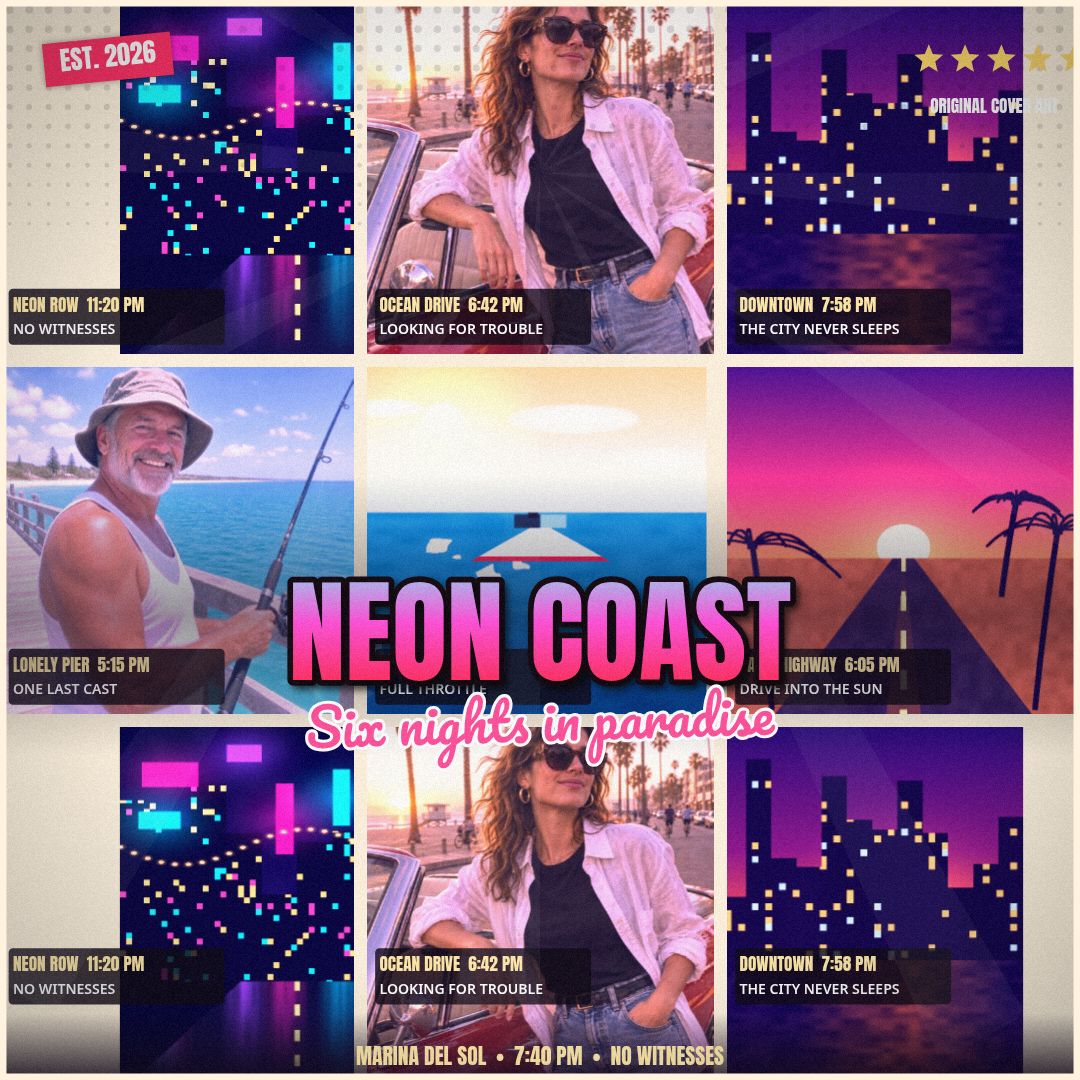 EST. 2026
ORIGINAL COVER ART
NEON ROW 11:20 PM
NO WITNESSES
OCEAN DRIVE 6:42 PM
LOOKING FOR TROUBLE
DOWNTOWN 7:58 PM
THE CITY NEVER SLEEPS
LONELY PIER 5:15 PM
ONE LAST CAST
FULL THROTTLE
HIGHWAY 6:05 PM
DRIVE INTO THE SUN
NEON COAST
Six nights in paradise
NEON ROW 11:20 PM
NO WITNESSES
OCEAN DRIVE 6:42 PM
LOOKING FOR TROUBLE
DOWNTOWN 7:58 PM
THE CITY NEVER SLEEPS
MARINA DEL SOL • 7:40 PM • NO WITNESSES